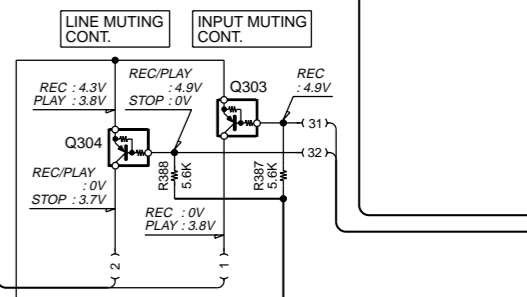 LINE MUTING
CONT.
INPUT MUTING
CONT.
REC/PLAY
: 4.9V
STOP : 0V
REC : 4.3V
PLAY : 3.8V
Q303
REC
: 4.9V
31
Q304
32
REC/PLAY
: 0V
STOP : 3.7V
R388
5.6K
R387
5.6K
REC : 0V
PLAY : 3.8V
2
1